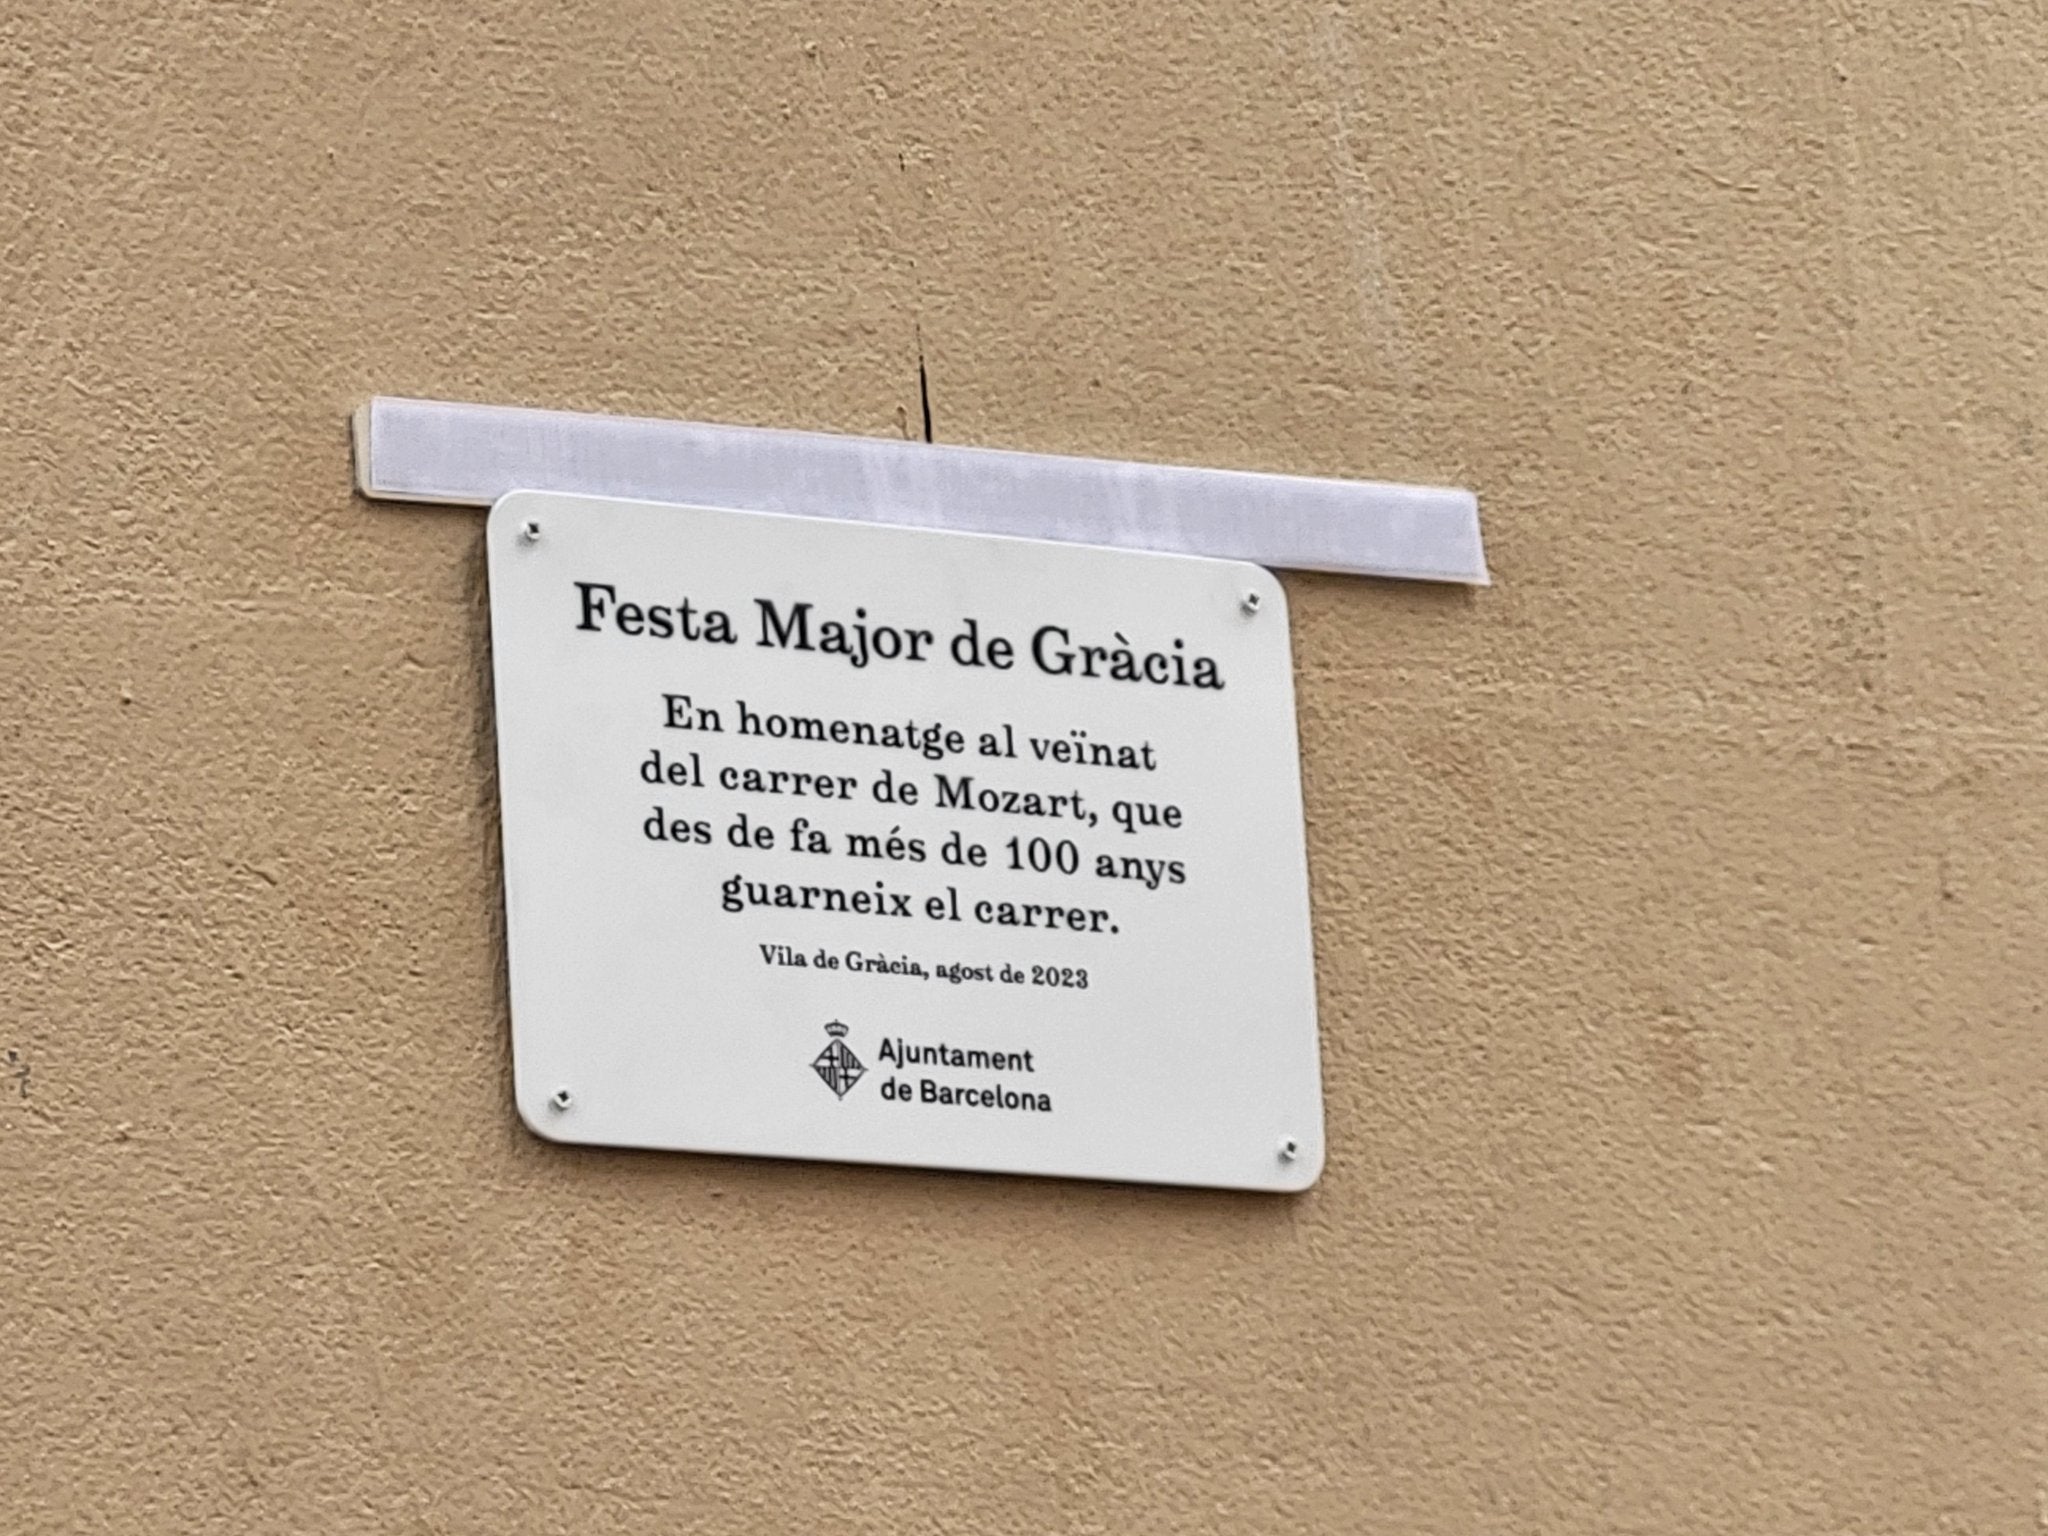 Festa Major de Gràcia
En homenatge al veïnat
del carrer de Mozart, que
des de fa més de 100 anys
guarneix el carrer.
Vila de Gràcia, agost de 2023
Ajuntament
de Barcelona